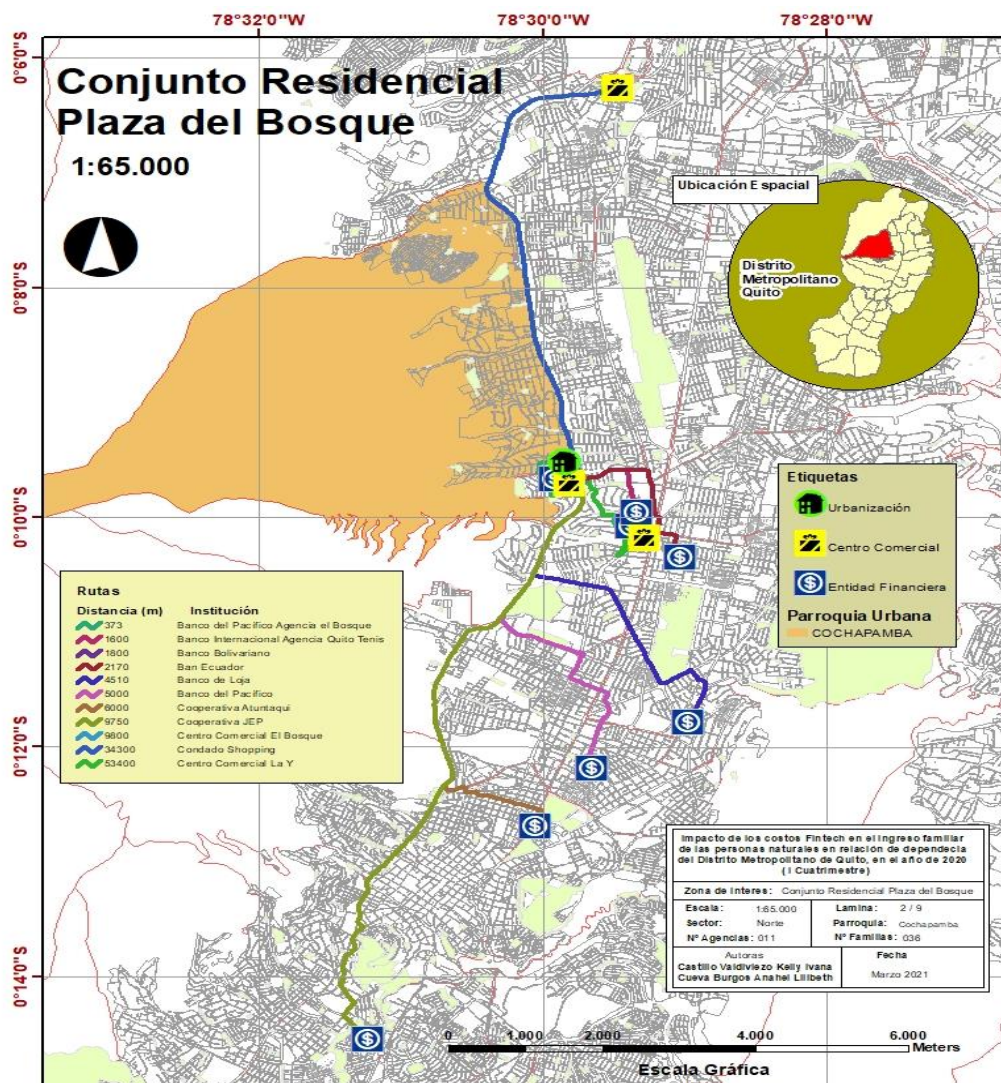 78°32'0"W 78°30'0"W 78°28'0"W
0°6'0"S
Conjunto Residencial
Plaza del Bosque
1:65.000
Ubicación Espacial
Distrito
Metropolitano
Quito
0°8'0"S
0°10'0"S
Etiquetas
Urbanización
Centro Comercial
Entidad Financiera
Parroquia Urbana
COCHAPAMBA
Rutas
Distancia (m) Institución
373 Banco del Pacífico Agencia el Bosque
1600 Banco Internacional Agencia Quito Tenis
1800 Banco Bolivariano
2170 Ban Ecuador
4510 Banco de Loja
5000 Banco del Pacífico
6000 Cooperativa Atuntaqui
9750 Cooperativa JEP
9800 Centro Comercial El Bosque
34300 Condado Shopping
53400 Centro Comercial La Y
0°12'0"S
0°14'0"S
Impacto de los costos Fintech en el ingreso familiar
de las personas naturales en relación de dependecia
del Distrito Metropolitano de Quito, en el año de 2020
(I Cuatrimestre)
Zona de Interes: Conjunto Residencial Plaza del Bosque
Escala: 1:65.000 Lamina: 2 / 9
Sector: Norte Parroquia: Cochapamba
Nº Agencias: 011 Nº Familias: 036
Autoras Fecha
Castillo Valdiviezo Kelly Ivana
Cueva Burgos Anahel Lilibeth
Marzo 2021
0 1.000 2.000 4.000 6.000
Meters
Escala Gráfica